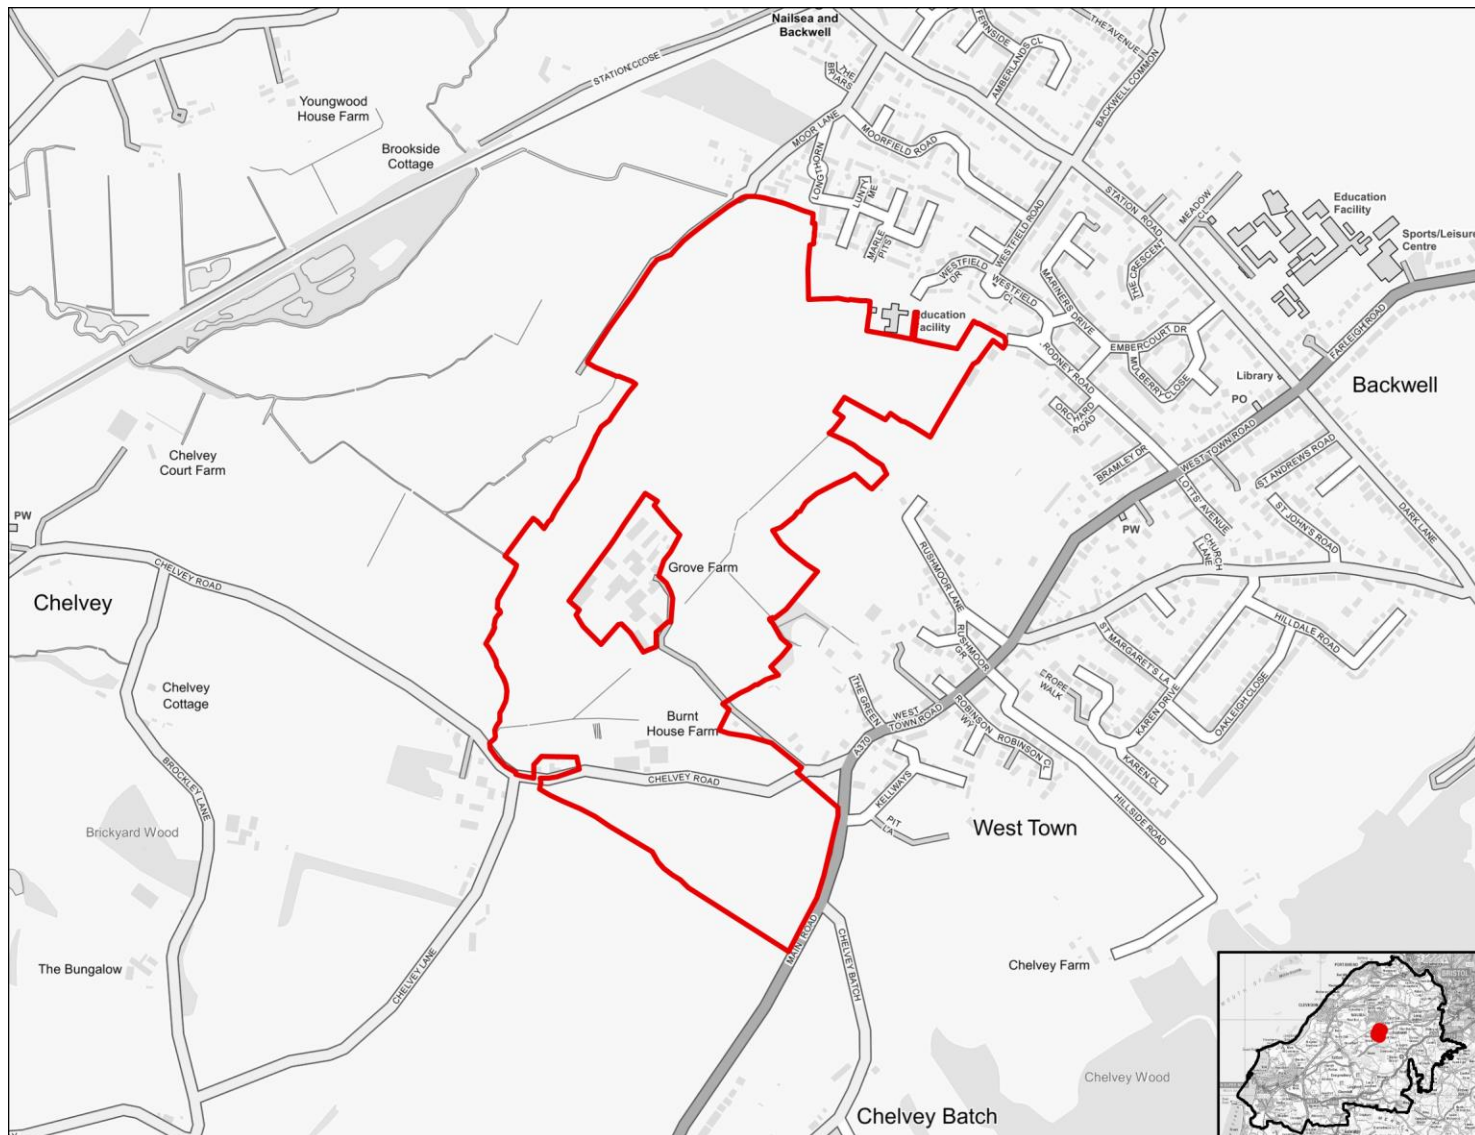 Nailsea and
Backwell
FERNSIDE
THE AVENUE
AMBERLANDS CL
BACKWELL COMMON
STATION CLOSE
THE
BRIARS
Youngwood
House Farm
MOOR LANE
MOORFIELD ROAD
Brookside
Cottage
LONGTHORN
LUNTY
ME
MARLE
PITS
WESTFIELD ROAD
STATION ROAD
MEADOW
CL
Education
Facility
Sports/Leisure
Centre
THE CRESCENT
WESTFIELD
DR
WESTFIELD
CL
MARINERS DRIVE
Education
Facility
EMBERCOURT DR
MULBERRY CLOSE
FARLEIGH ROAD
RODNEY ROAD
Library
Backwell
PO
ORCHARD
ROAD
WEST TOWN ROAD
Chelvey
Court Farm
BRAMLEY DR
ST ANDREWS ROAD
LOTTS' AVENUE
DARK LANE
PW
PW
ST JOHN'S ROAD
CHURCH
LANE
CHELVEY ROAD
Grove Farm
RUSHMOOR LANE
Chelvey
HILLDALE ROAD
RUSHMOOR
GR
ST MARGARET'S LA
Chelvey
Cottage
WALK
KAREN DRIVE
OAKLEIGH CLOSE
THE GREEN
WEST
TOWN ROAD
ROBINSON
WY
ROBINSON CL
Burnt
House Farm
A370
KAREN CL
BROCKLEY LANE
CHELVEY ROAD
KELLWAYS
HILLSIDE ROAD
Brickyard Wood
PIT
LA
West Town
MAIN ROAD
CHELVEY BATCH
The Bungalow
CHELVEY LANE
Chelvey Farm
Chelvey Wood
Chelvey Batch
BRISTOL